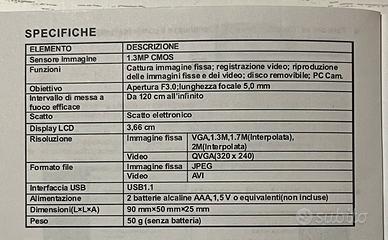 SPECIFICHE
ELEMENTO DESCRIZIONE
Sensore Immagine 1.3MP CMOS
Funzioni Cattura immagine fissa; registrazione video; riproduzione
delle immagini fisse e dei video; disco removibile; PC Cam.
Obiettivo Apertura F3.0;lunghezza focale 5,0 mm
Intervallo di messa a Da 120 cm all'infinito
fuoco efficace
Scatto Scatto elettronico
Display LCD 3,66 cm
Risoluzione Immagine fissa VGA,1.3M,1.7M(Interpolata),
2M(Interpolata)
Video QVGA(320 x 240)
Formato file Immagine fissa JPEG
Video AVI
Interfaccia USB USB1.1
Alimentazione 2 batterie alcaline AAA,1,5 V o equivalenti(non incluse)
Dimensioni(L×L×A) 90 mm×50 mm×25 mm
Peso 50 g (senza batteria)
subito